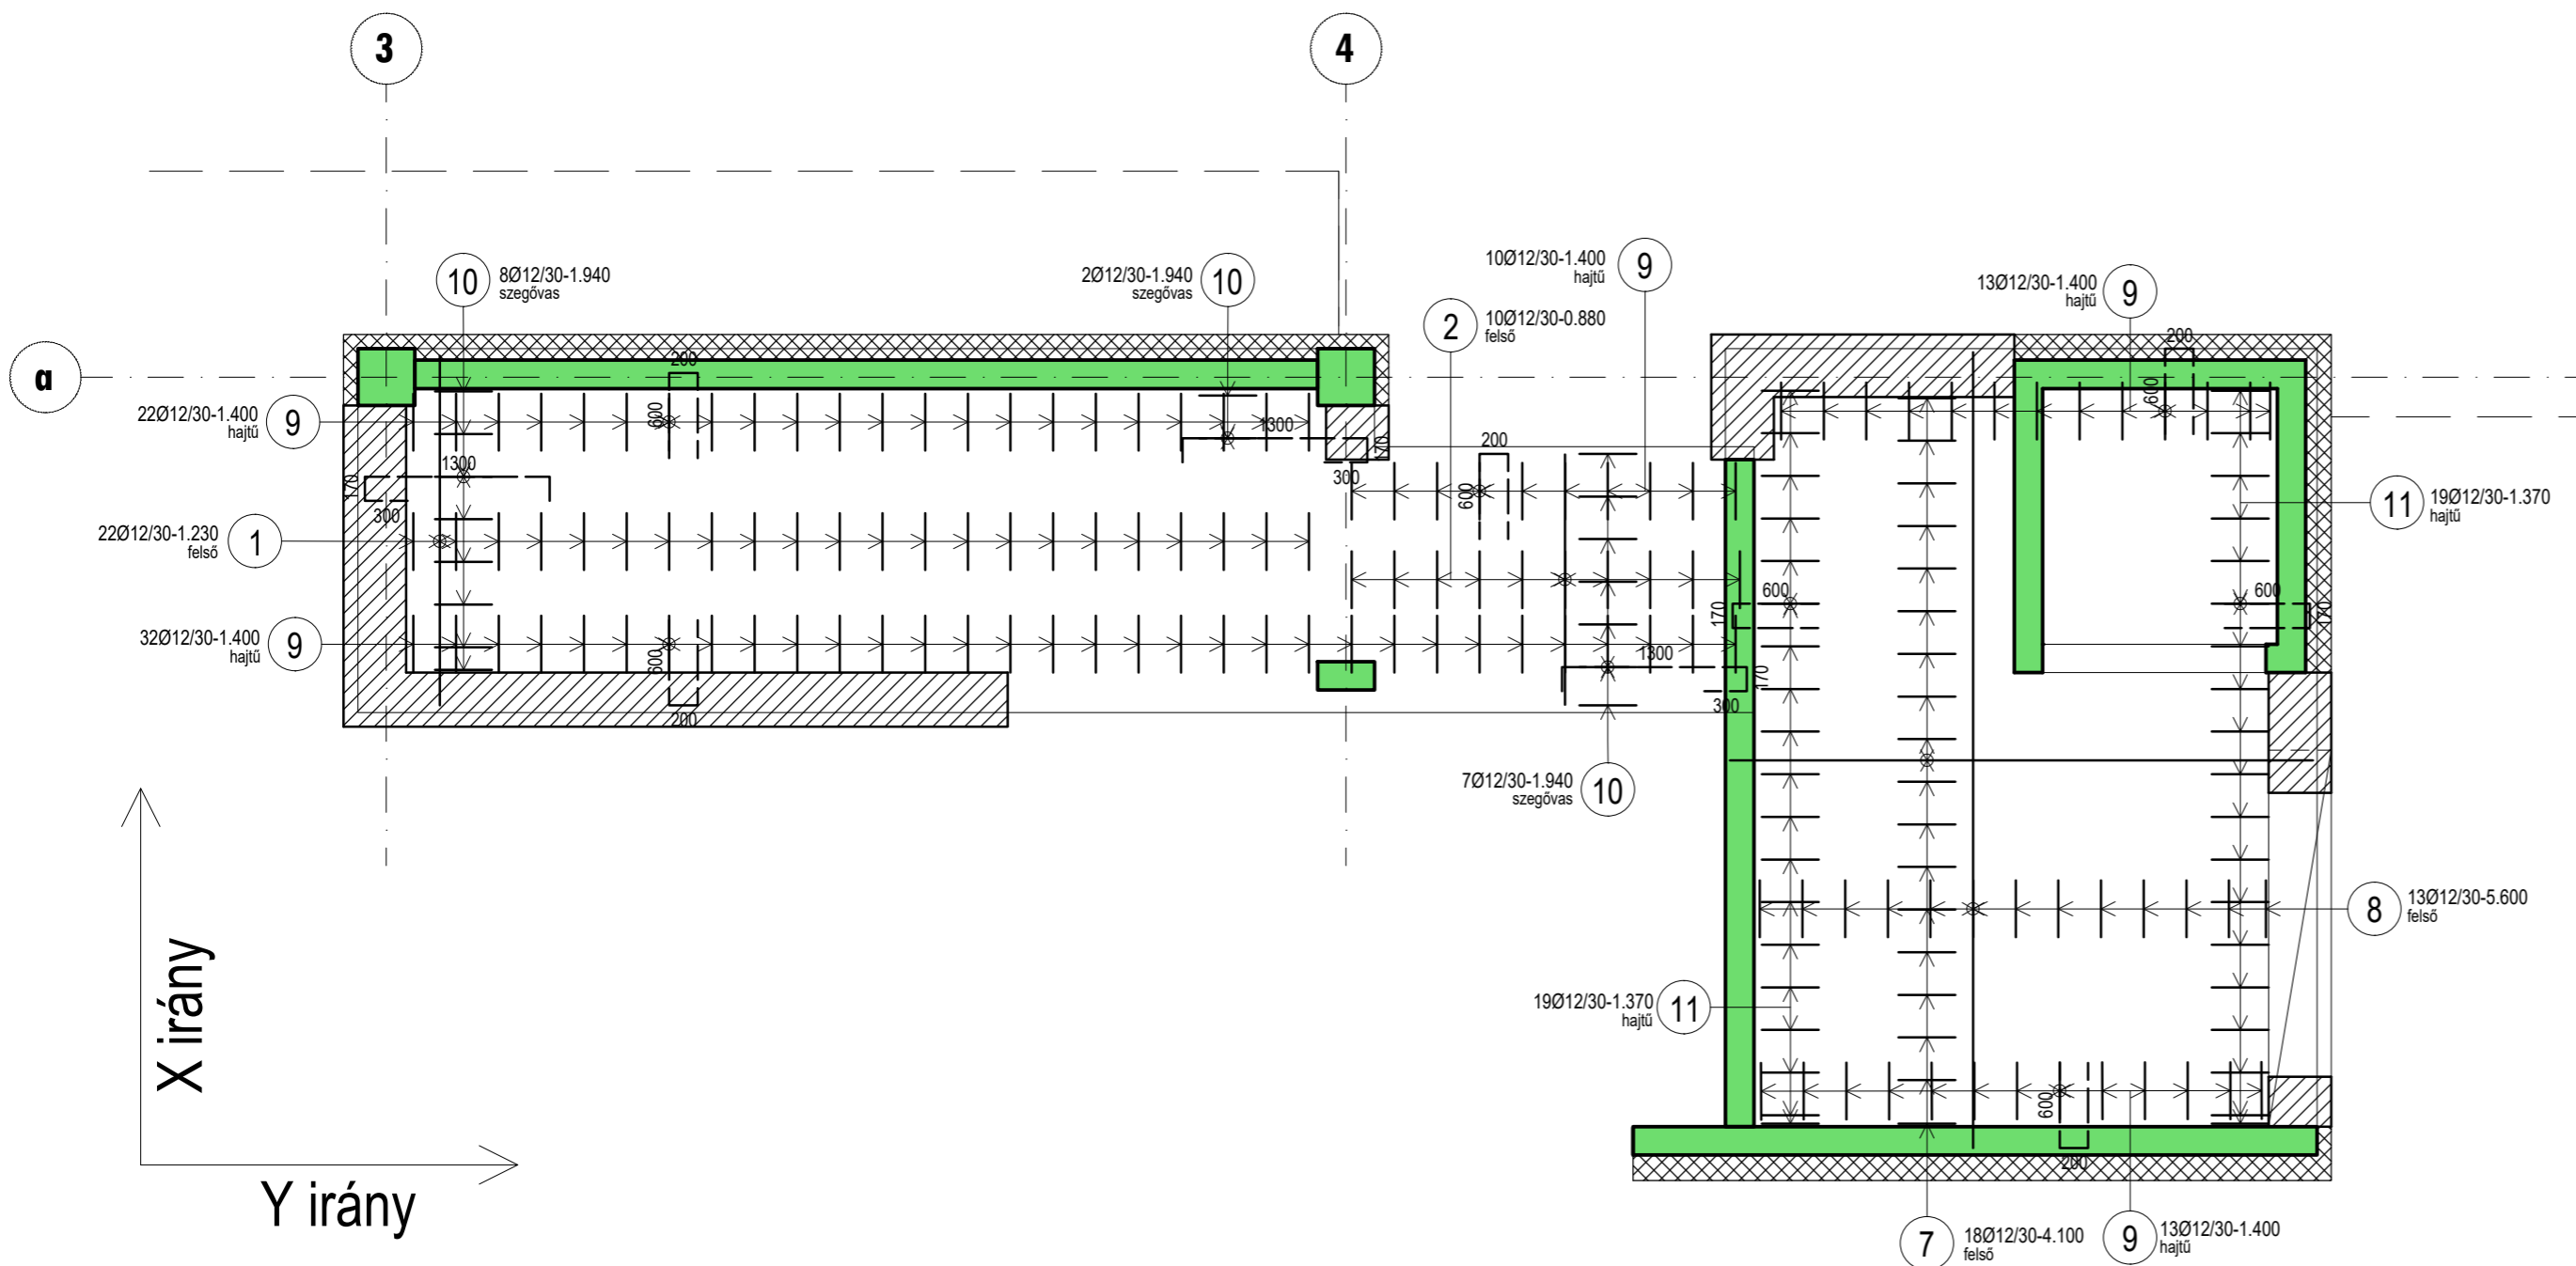 3
4
a
10
8Ø12/30-1.940
szegővas
2Ø12/30-1.940
szegővas
10
10Ø12/30-1.400
hajtű
9
2
10Ø12/30-0.880
felső
13Ø12/30-1.400
hajtű
9
200
200
600
600
22Ø12/30-1.400
hajtű
9
1300
170
300
1300
170
300
200
600
22Ø12/30-1.230
felső
1
11
19Ø12/30-1.370
hajtű
600
170
600
170
32Ø12/30-1.400
hajtű
9
600
200
1300
170
300
7Ø12/30-1.940
szegővas
10
8
13Ø12/30-5.600
felső
19Ø12/30-1.370
hajtű
11
600
200
X irány
Y irány
7
18Ø12/30-4.100
felső
9
13Ø12/30-1.400
hajtű